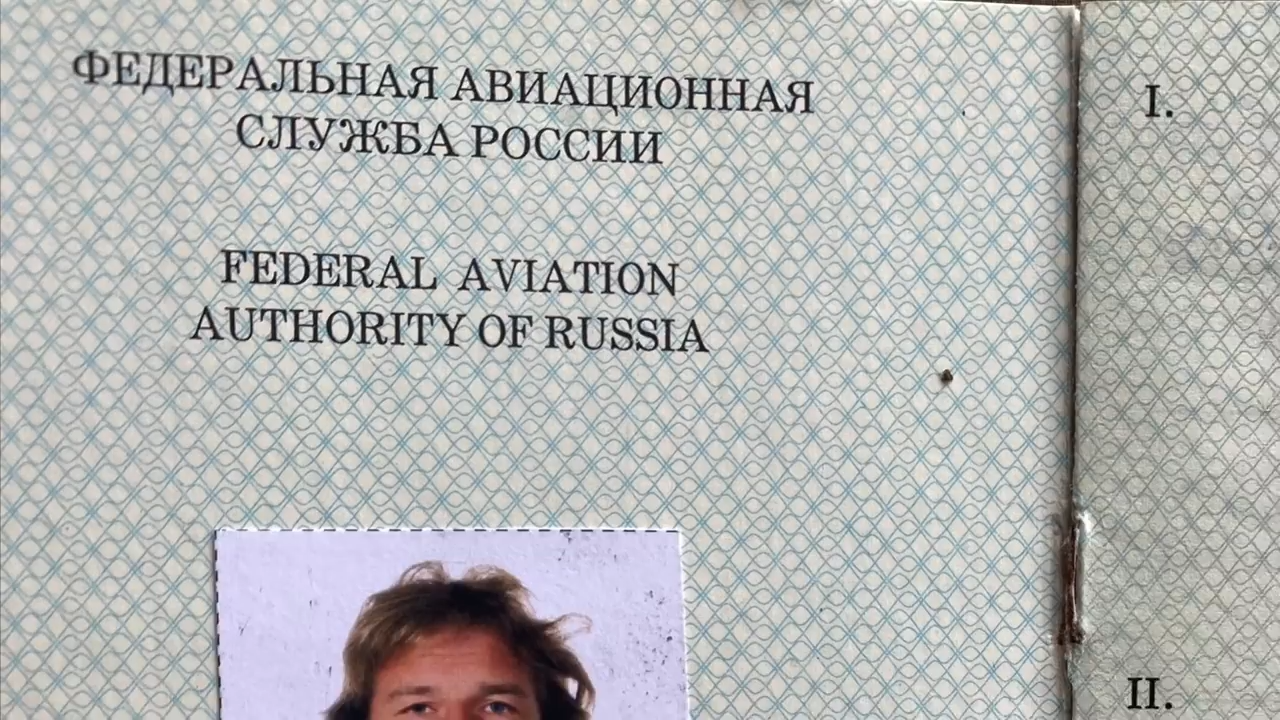 ФЕДЕРАЛЬНАЯ АВИАЦИОННАЯ
СЛУЖБА РОССИИ
FEDERAL AVIATION
AUTHORITY OF RUSSIA
I.
II.